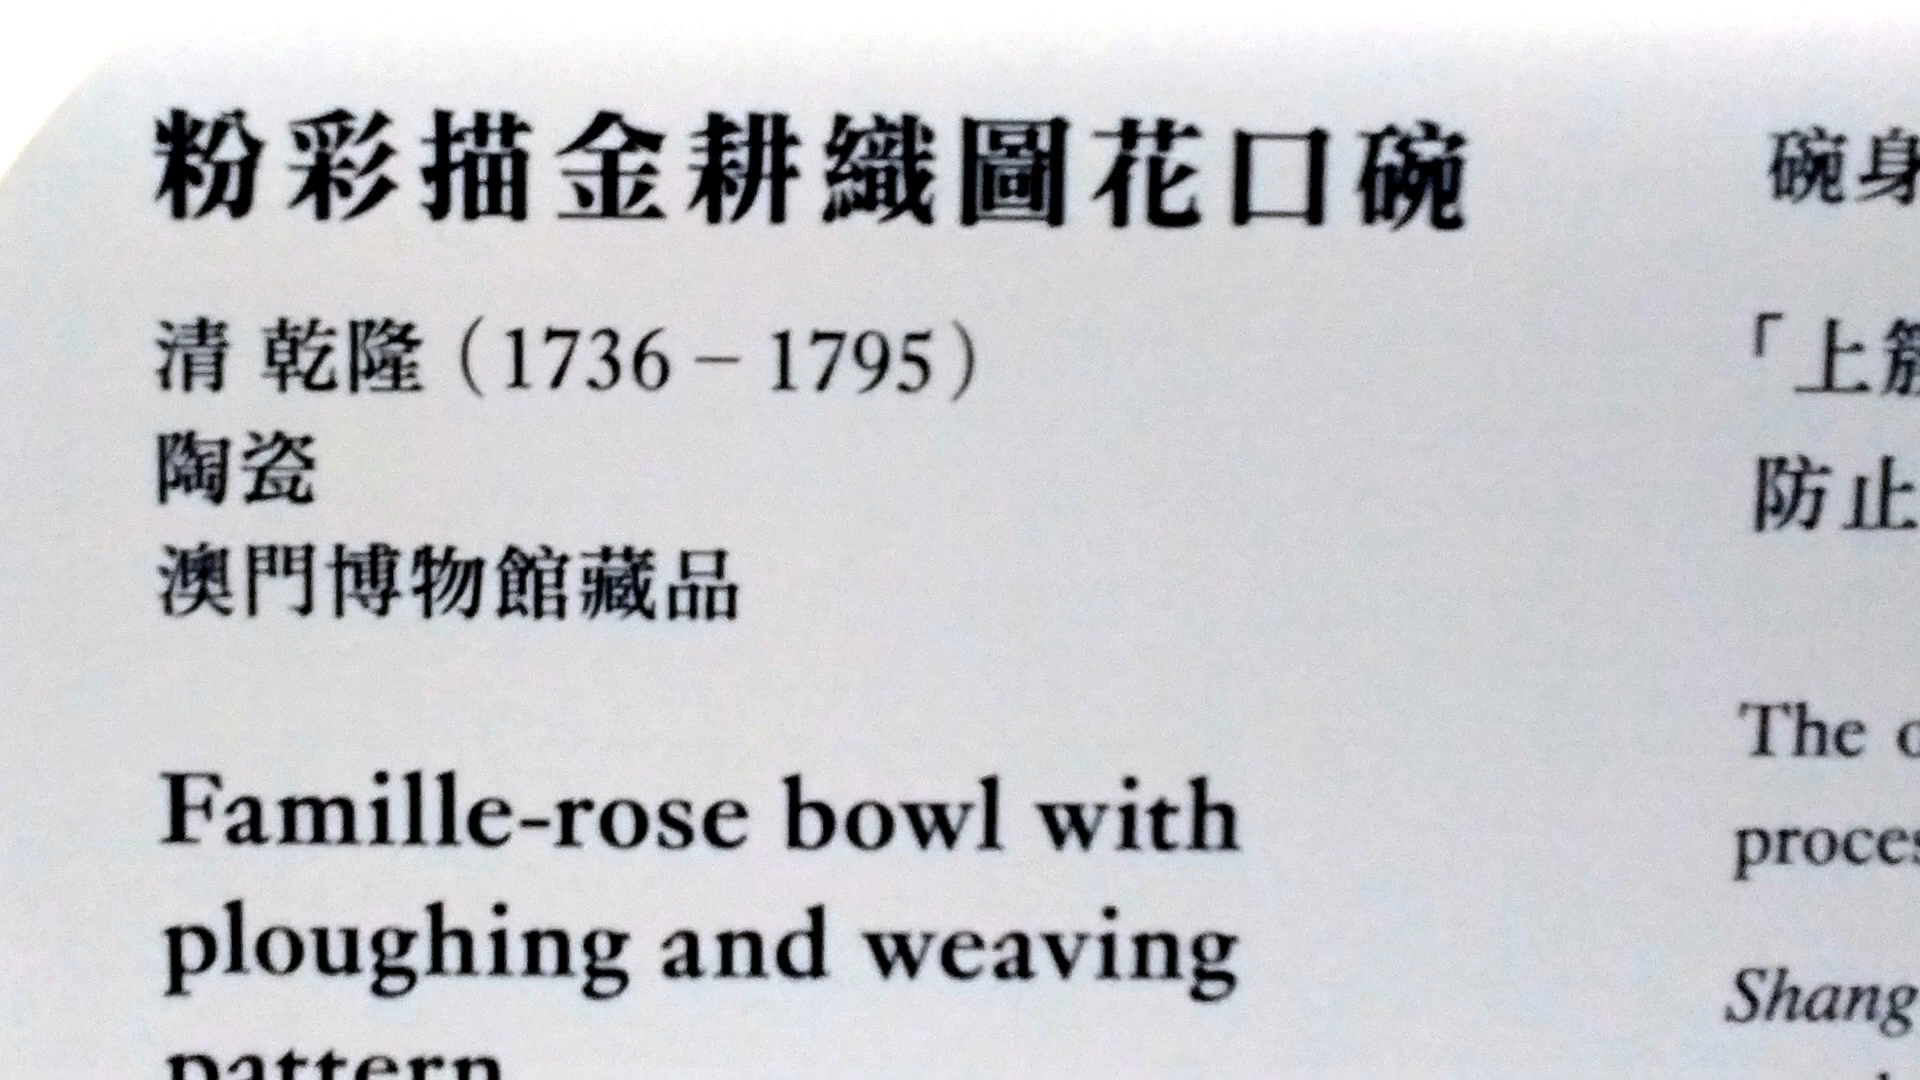 粉彩描金耕織圖花口碗
清 乾隆（1736 – 1795）
陶瓷
澳門博物館藏品
Famille-rose bowl with
ploughing and weaving
pattern
碗身
「上簇
防止
The
Shang